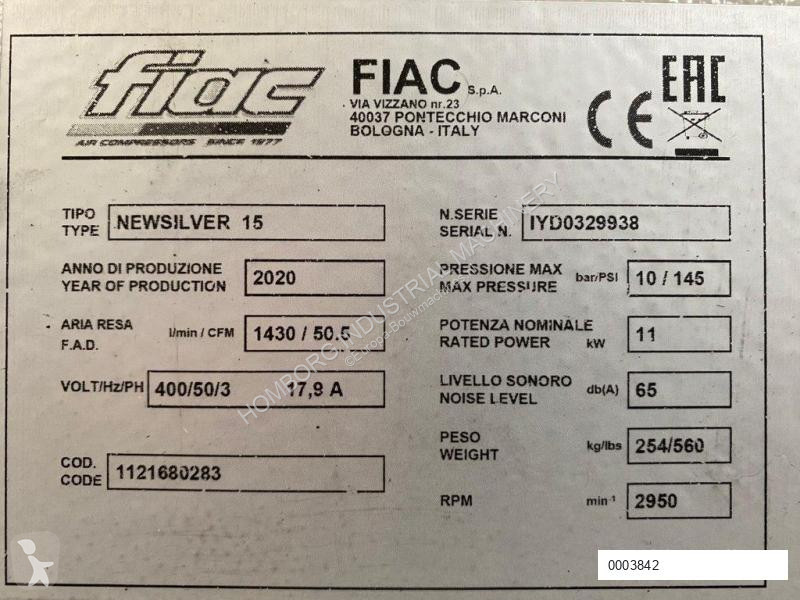 fiac
AIR COMPRESSORS SINCE 1977
FIAC S.p.A.
VIA VIZZANO nr.23
40037 PONTECCHIO MARCONI
BOLOGNA - ITALY
CE
EAC
TIPO
TYPE
NEWSILVER 15
N.SERIE
SERIAL N.
IYD0329938
ANNO DI PRODUZIONE
YEAR OF PRODUCTION
2020
PRESSIONE MAX
MAX PRESSURE
bar/PSI
10 / 145
ARIA RESA
F.A.D.
l/min / CFM
1430 / 50.5
POTENZA NOMINALE
RATED POWER
kW
11
VOLT/Hz/PH
400/50/3 17,9 A
LIVELLO SONORO
NOISE LEVEL
db(A)
65
PESO
WEIGHT
kg/lbs
254/560
COD.
CODE
1121680283
RPM
min-1
2950
HOMBORG INDUSTRIAL MACHINERY
0003842